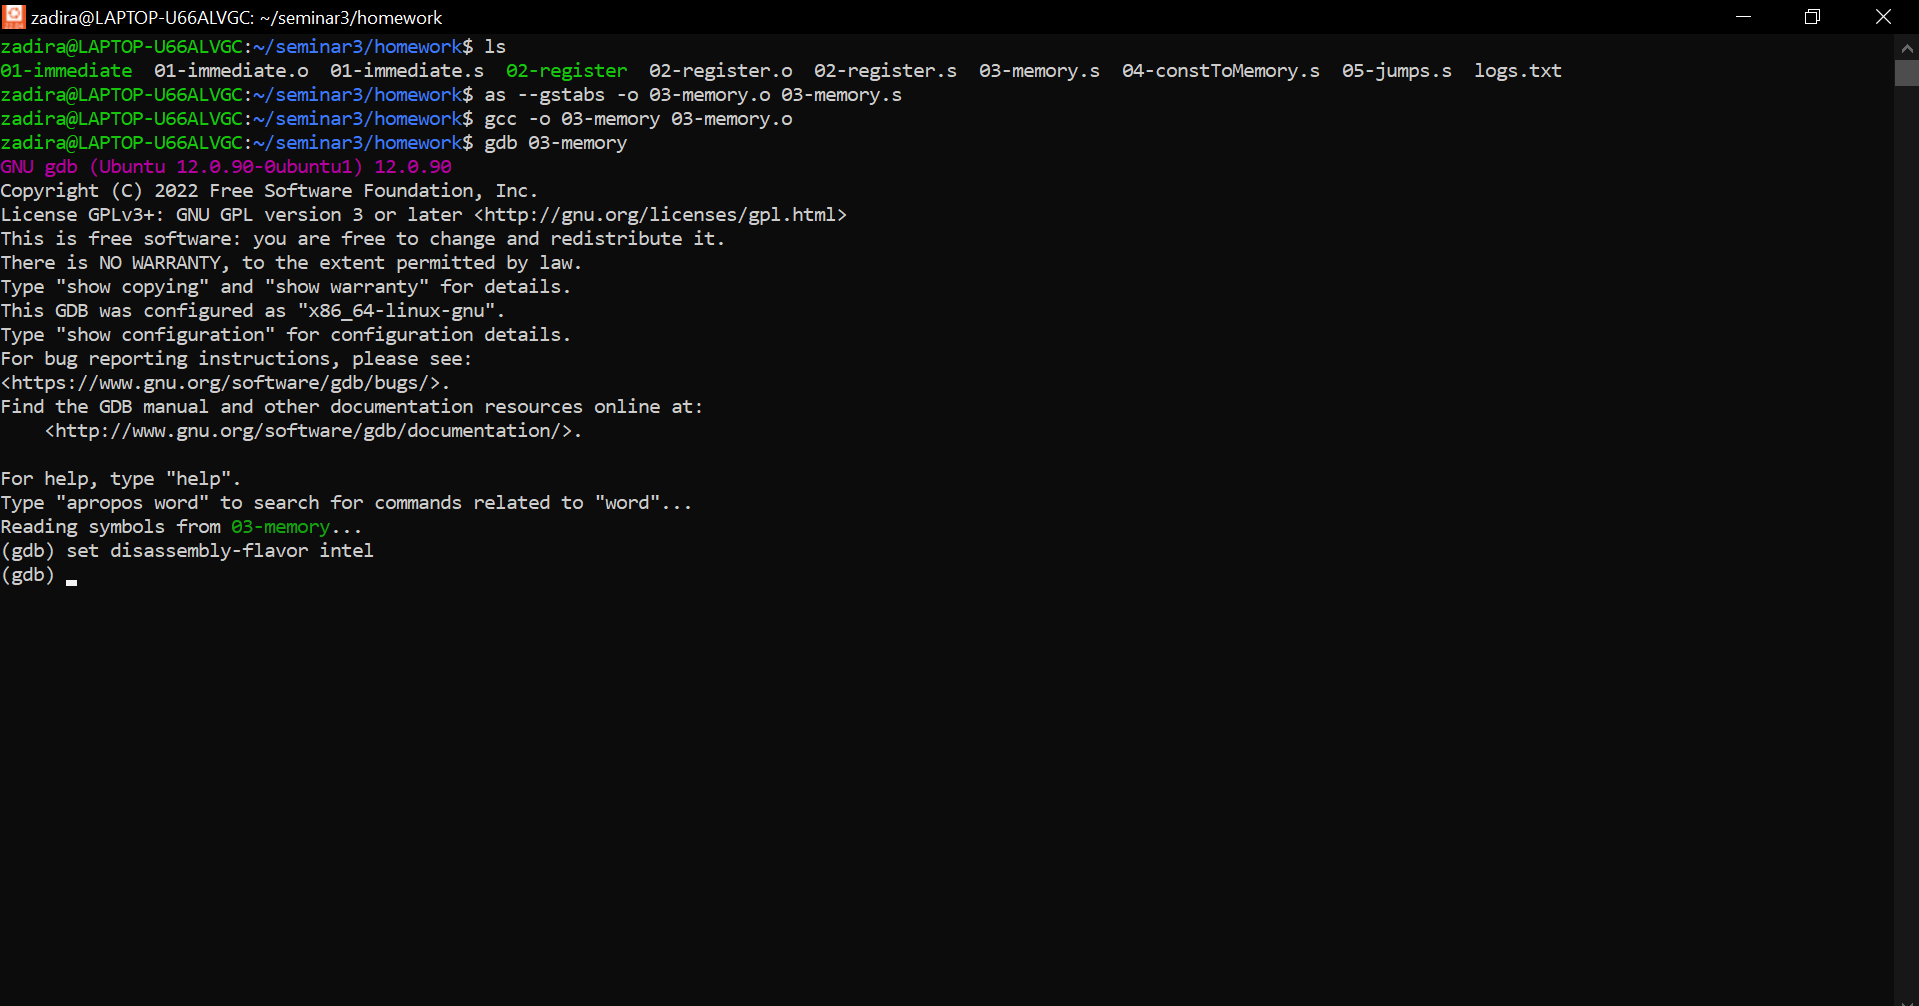 zadira@LAPTOP-U66ALVGC: ~/seminar3/homework
zadira@LAPTOP-U66ALVGC:~/seminar3/homework$ ls
01-immediate  01-immediate.o  01-immediate.s  02-register  02-register.o  02-register.s  03-memory.s  04-constToMemory.s  05-jumps.s  logs.txt
zadira@LAPTOP-U66ALVGC:~/seminar3/homework$ as --gstabs -o 03-memory.o 03-memory.s
zadira@LAPTOP-U66ALVGC:~/seminar3/homework$ gcc -o 03-memory 03-memory.o
zadira@LAPTOP-U66ALVGC:~/seminar3/homework$ gdb 03-memory
GNU gdb (Ubuntu 12.0.90-0ubuntu1) 12.0.90
Copyright (C) 2022 Free Software Foundation, Inc.
License GPLv3+: GNU GPL version 3 or later <http://gnu.org/licenses/gpl.html>
This is free software: you are free to change and redistribute it.
There is NO WARRANTY, to the extent permitted by law.
Type "show copying" and "show warranty" for details.
This GDB was configured as "x86_64-linux-gnu".
Type "show configuration" for configuration details.
For bug reporting instructions, please see:
<https://www.gnu.org/software/gdb/bugs/>.
Find the GDB manual and other documentation resources online at:
    <http://www.gnu.org/software/gdb/documentation/>.

For help, type "help".
Type "apropos word" to search for commands related to "word"...
Reading symbols from 03-memory...
(gdb) set disassembly-flavor intel
(gdb)